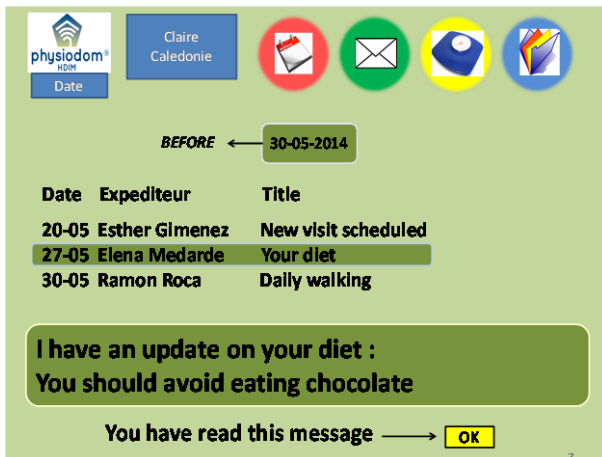 physiodom®
HDIM
Date
Claire
Caledonie
BEFORE
30-05-2014
Date Expediteur Title
20-05 Esther Gimenez New visit scheduled
27-05 Elena Medarde Your diet
30-05 Ramon Roca Daily walking
I have an update on your diet :
You should avoid eating chocolate
You have read this message
OK